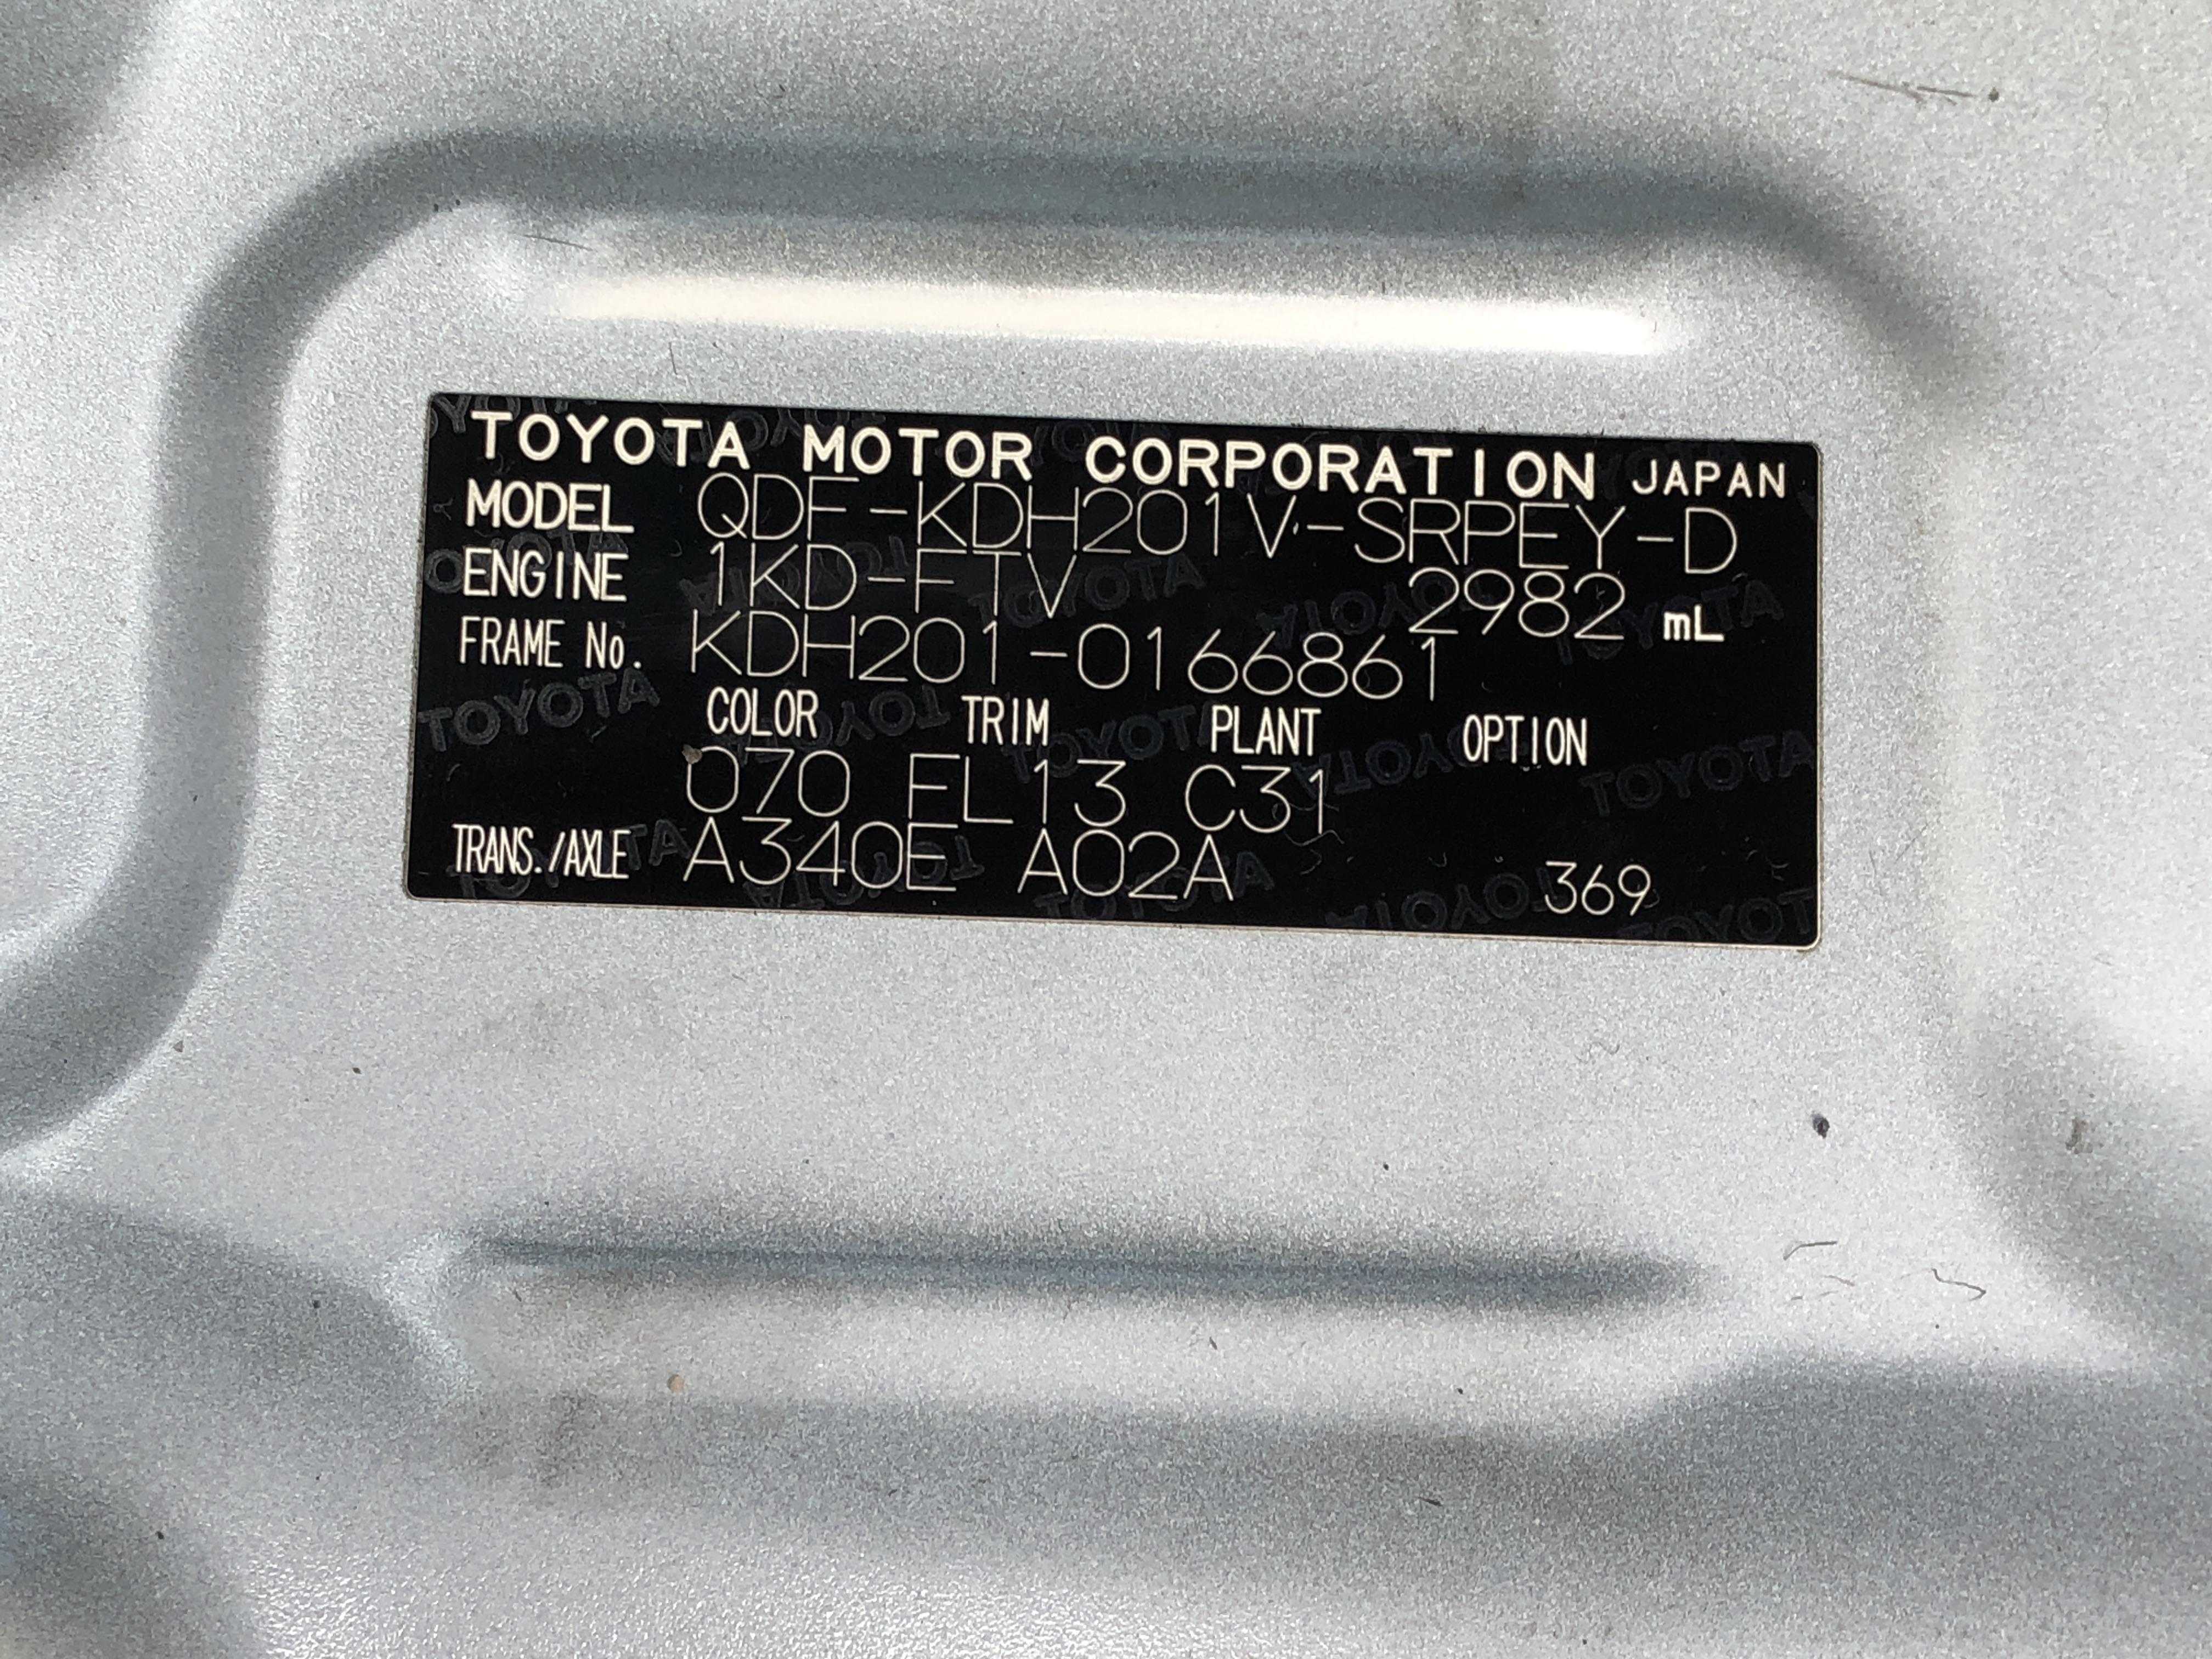 TOYOTA MOTOR CORPORATION JAPAN
MODEL QDF-KDH201V-SRPEY-D
ENGINE 1KD-FTV 2982 mL
FRAME No. KDH201-0166861
COLOR TRIM PLANT OPTION
070 FL13 C31
TRANS./AXLE A340E A02A 369